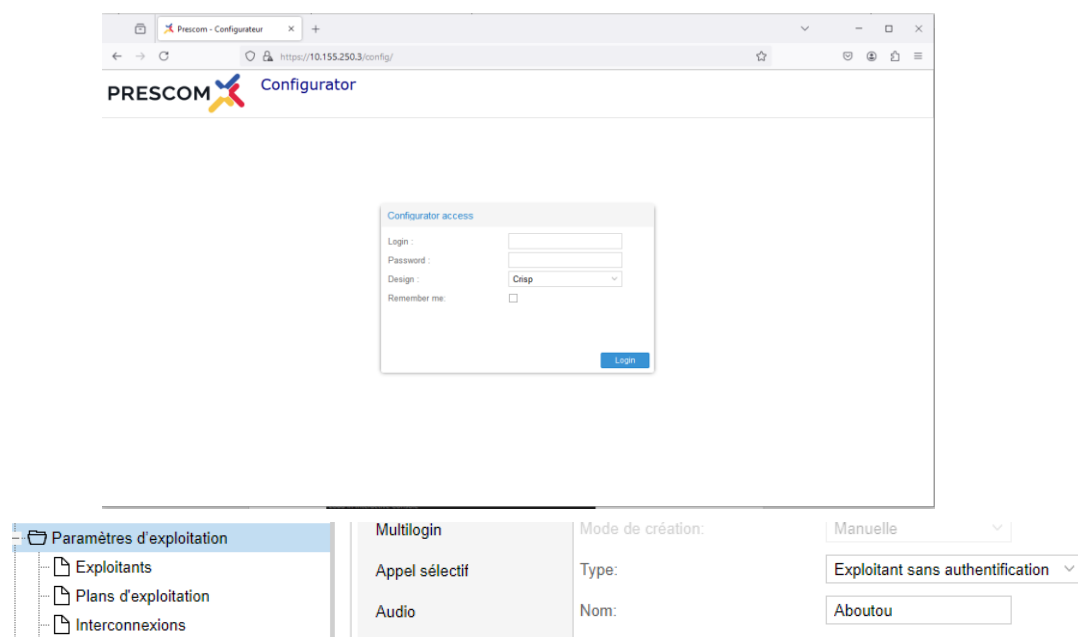 Prescom - Configurateur
https://10.155.250.3/config/
PRESCOM Configurator
Configurator access
Login :
Password :
Design : Crisp
Remember me:
Login
Paramètres d'exploitation
Exploitants
Plans d'exploitation
Interconnexions
Multilogin
Appel sélectif
Audio
Mode de création: Manuelle
Type: Exploitant sans authentification
Nom: Aboutou